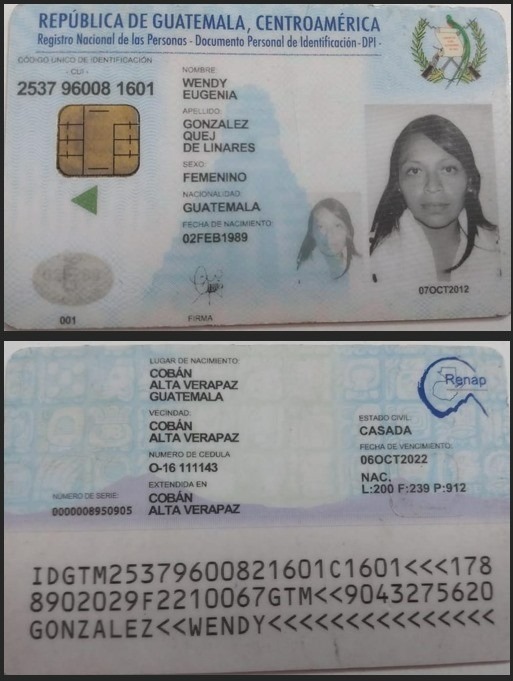 REPÚBLICA DE GUATEMALA, CENTROAMÉRICA
Registro Nacional de las Personas - Documento Personal de Identificación -DPI -
CÓDIGO ÚNICO DE IDENTIFICACIÓN
- CUI -
2537 96008 1601
NOMBRE:
WENDY
EUGENIA
APELLIDO:
GONZALEZ
QUEJ
DE LINARES
SEXO:
FEMENINO
NACIONALIDAD:
GUATEMALA
FECHA DE NACIMIENTO:
02FEB1989
07OCT2012
001
FIRMA
LUGAR DE NACIMIENTO:
COBÁN
ALTA VERAPAZ
GUATEMALA
VECINDAD:
COBÁN
ALTA VERAPAZ
NUMERO DE CEDULA
O-16 111143
EXTENDIDA EN
COBÁN
ALTA VERAPAZ
NÚMERO DE SERIE:
0000008950905
Renap
ESTADO CIVIL:
CASADA
FECHA DE VENCIMIENTO:
06OCT2022
NAC.
L:200 F:239 P:912
IDGTM25379600821601C1601<<<178
8902029F2210067GTM<<9043275620
GONZALEZ<<WENDY<<<<<<<<<<<<<<<